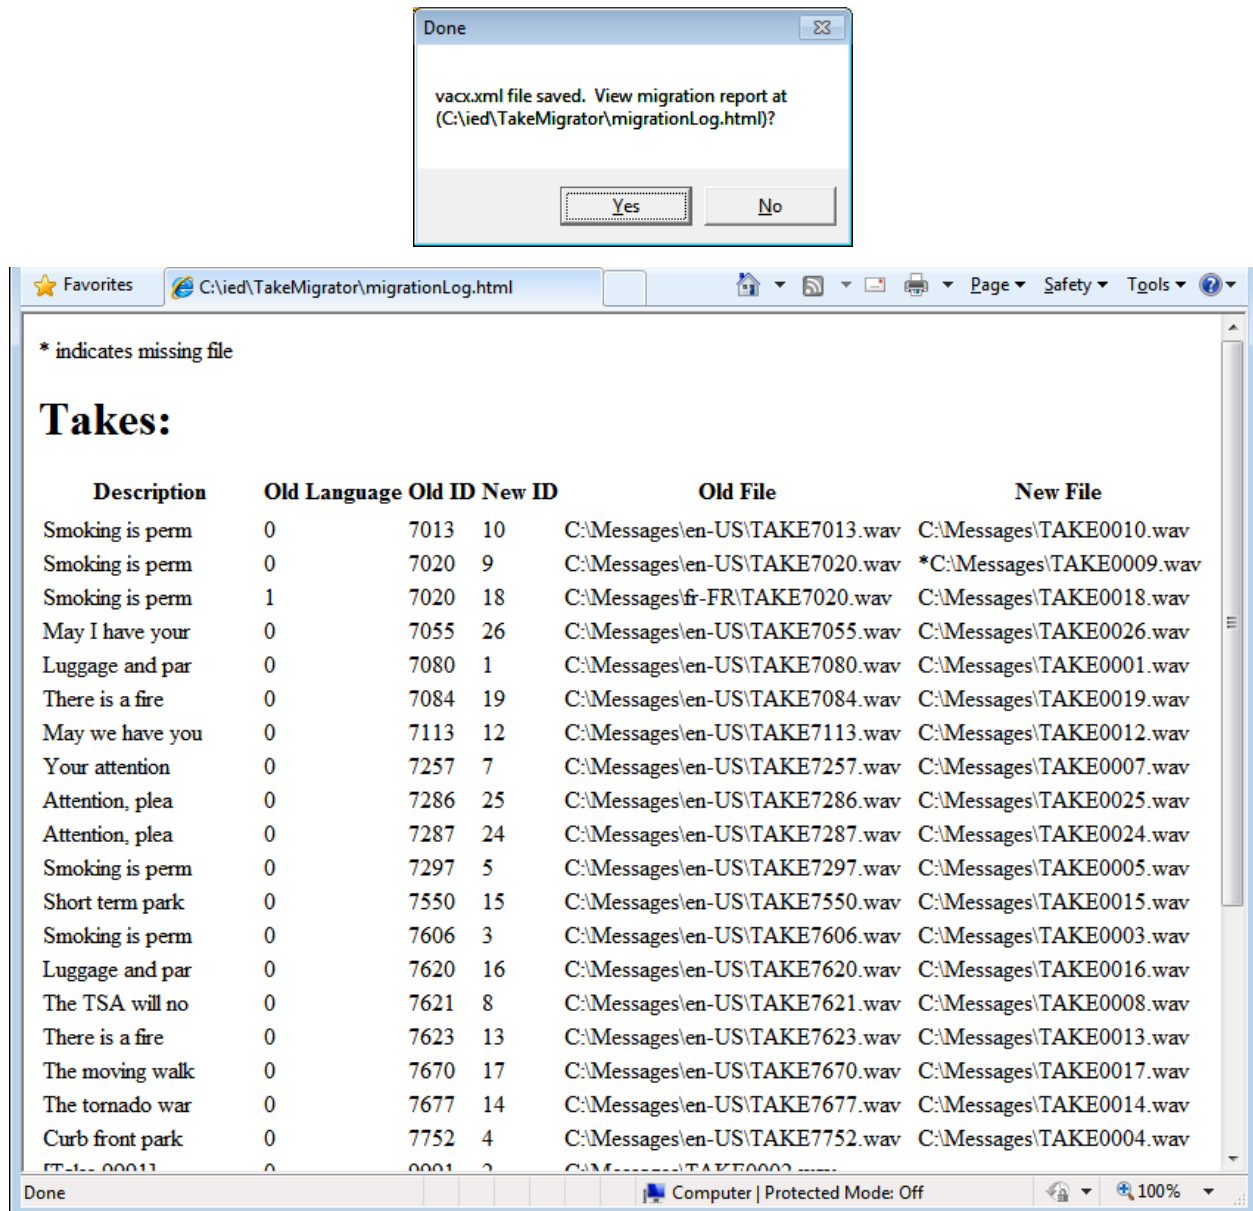 Done
vacx.xml file saved. View migration report at
(C:\ied\TakeMigrator\migrationLog.html)?
Yes No
Favorites C:\ied\TakeMigrator\migrationLog.html Page Safety Tools
* indicates missing file
Takes:
Description Old Language Old ID New ID Old File New File
Smoking is perm 0 7013 10 C:\Messages\en-US\TAKE7013.wav C:\Messages\TAKE0010.wav
Smoking is perm 0 7020 9 C:\Messages\en-US\TAKE7020.wav *C:\Messages\TAKE0009.wav
Smoking is perm 1 7020 18 C:\Messages\fr-FR\TAKE7020.wav C:\Messages\TAKE0018.wav
May I have your 0 7055 26 C:\Messages\en-US\TAKE7055.wav C:\Messages\TAKE0026.wav
Luggage and par 0 7080 1 C:\Messages\en-US\TAKE7080.wav C:\Messages\TAKE0001.wav
There is a fire 0 7084 19 C:\Messages\en-US\TAKE7084.wav C:\Messages\TAKE0019.wav
May we have you 0 7113 12 C:\Messages\en-US\TAKE7113.wav C:\Messages\TAKE0012.wav
Your attention 0 7257 7 C:\Messages\en-US\TAKE7257.wav C:\Messages\TAKE0007.wav
Attention, plea 0 7286 25 C:\Messages\en-US\TAKE7286.wav C:\Messages\TAKE0025.wav
Attention, plea 0 7287 24 C:\Messages\en-US\TAKE7287.wav C:\Messages\TAKE0024.wav
Smoking is perm 0 7297 5 C:\Messages\en-US\TAKE7297.wav C:\Messages\TAKE0005.wav
Short term park 0 7550 15 C:\Messages\en-US\TAKE7550.wav C:\Messages\TAKE0015.wav
Smoking is perm 0 7606 3 C:\Messages\en-US\TAKE7606.wav C:\Messages\TAKE0003.wav
Luggage and par 0 7620 16 C:\Messages\en-US\TAKE7620.wav C:\Messages\TAKE0016.wav
The TSA will no 0 7621 8 C:\Messages\en-US\TAKE7621.wav C:\Messages\TAKE0008.wav
There is a fire 0 7623 13 C:\Messages\en-US\TAKE7623.wav C:\Messages\TAKE0013.wav
The moving walk 0 7670 17 C:\Messages\en-US\TAKE7670.wav C:\Messages\TAKE0017.wav
The tornado war 0 7677 14 C:\Messages\en-US\TAKE7677.wav C:\Messages\TAKE0014.wav
Curb front park 0 7752 4 C:\Messages\en-US\TAKE7752.wav C:\Messages\TAKE0004.wav
[Take 9991] 0 9991 2 C:\Messages\TAKE0002.wav
Done Computer | Protected Mode: Off 100%